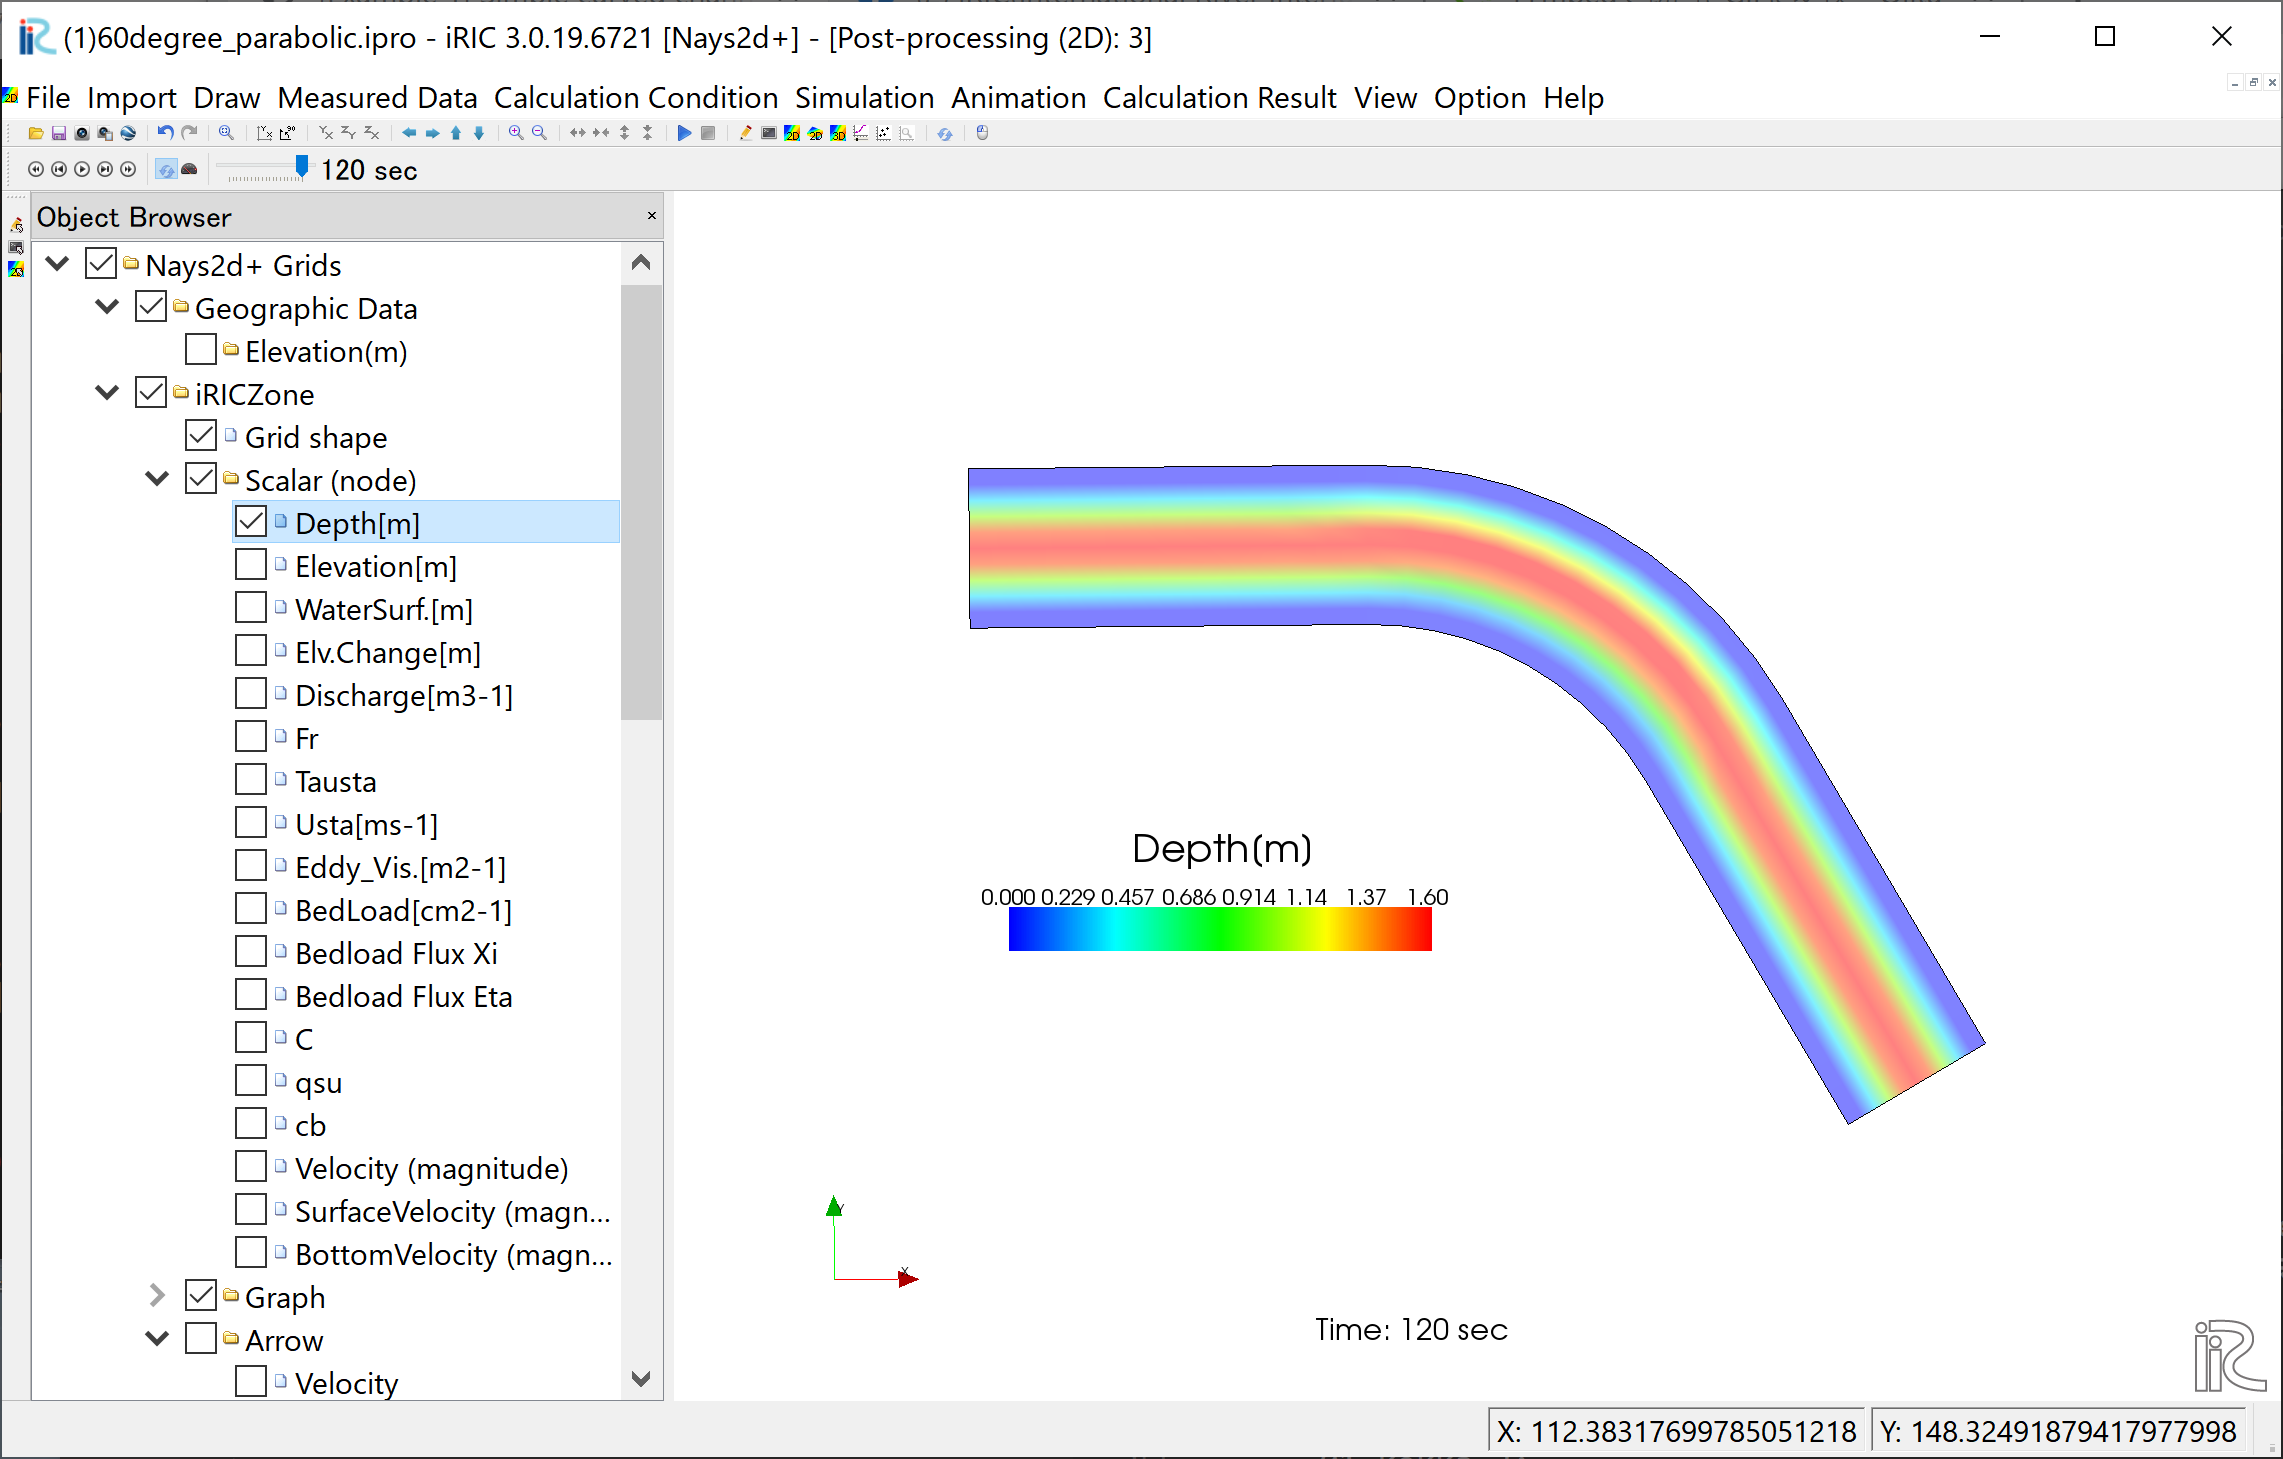 (1)60degree_parabolic.ipro - iRIC 3.0.19.6721 [Nays2d+] - [Post-processing (2D): 3]
File Import Draw Measured Data Calculation Condition Simulation Animation Calculation Result View Option Help
120 sec
Object Browser
Nays2d+ Grids
Geographic Data
Elevation(m)
iRICZone
Grid shape
Scalar (node)
Depth[m]
Elevation[m]
WaterSurf.[m]
Elv.Change[m]
Discharge[m3-1]
Fr
Tausta
Usta[ms-1]
Eddy_Vis.[m2-1]
BedLoad[cm2-1]
Bedload Flux Xi
Bedload Flux Eta
C
qsu
cb
Velocity (magnitude)
SurfaceVelocity (magn...
BottomVelocity (magn...
Graph
Arrow
Velocity
Depth(m)
0.000 0.229 0.457 0.686 0.914 1.14 1.37 1.60
Y
X
Time: 120 sec
iRIC
X: 112.38317699785051218 Y: 148.32491879417977998